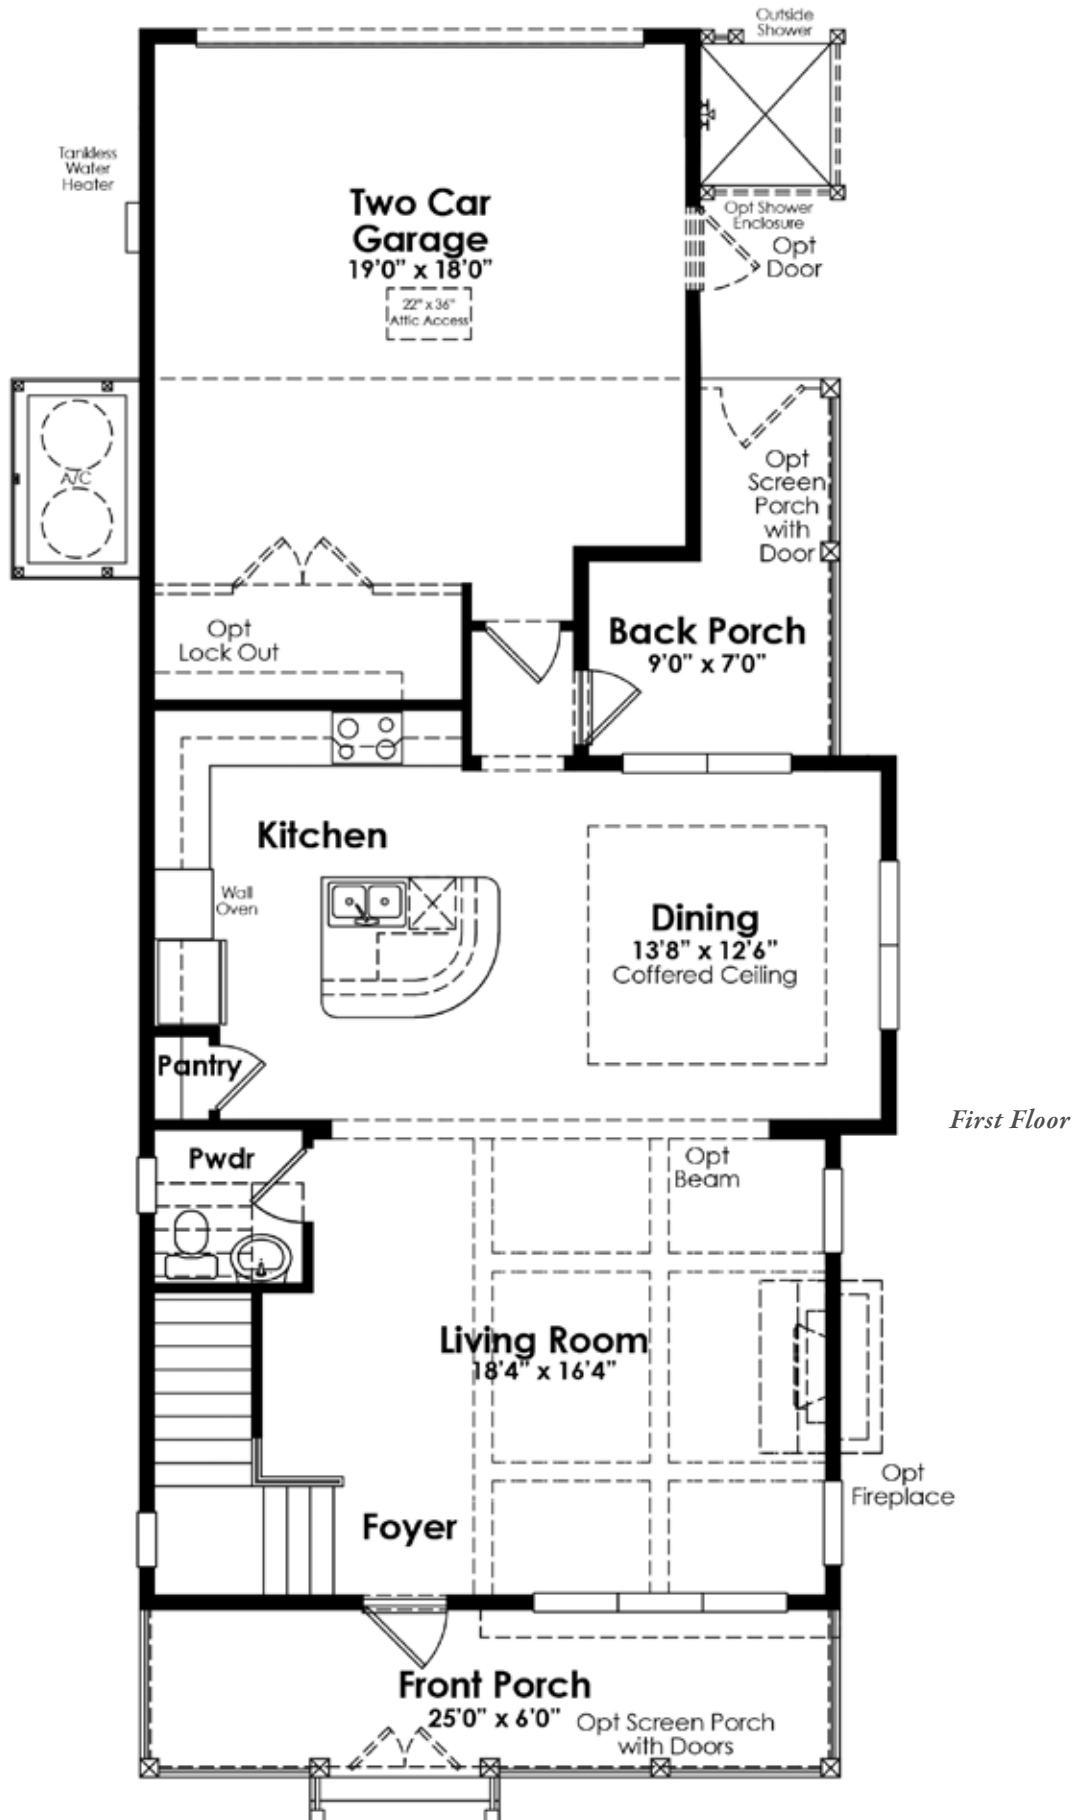 Outside
Shower
Tankless
Water
Heater
Two Car
Garage
19'0" x 18'0"
22" x 36"
Attic Access
Opt Shower
Enclosure
Opt
Door
A/C
Opt
Screen
Porch
with
Door
Opt
Lock Out
Back Porch
9'0" x 7'0"
Kitchen
Wall
Oven
Dining
13'8" x 12'6"
Coffered Ceiling
Pantry
First Floor
Pwdr
Opt
Beam
Living Room
18'4" x 16'4"
Opt
Fireplace
Foyer
Front Porch
25'0" x 6'0"
Opt Screen Porch
with Doors